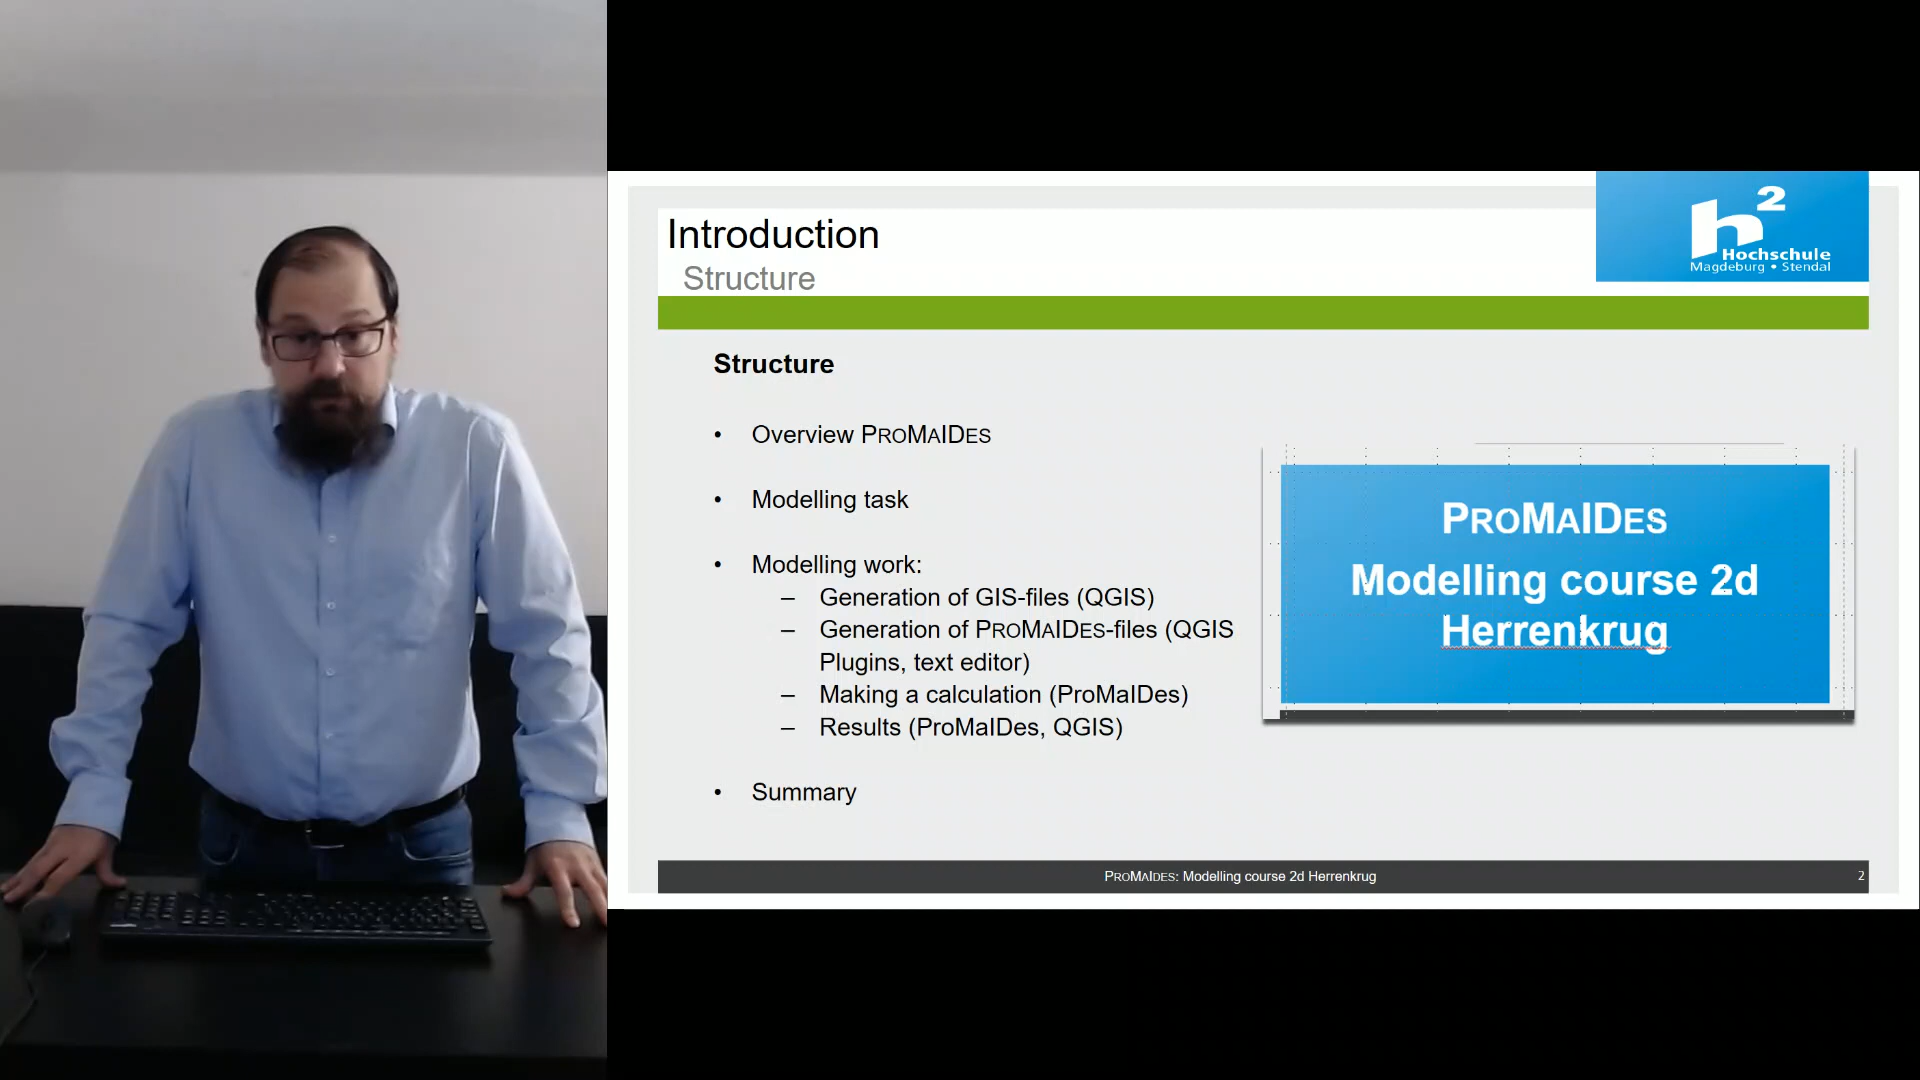 Introduction
Structure
h2
Hochschule
Magdeburg • Stendal
Structure
• Overview PROMAIDES
• Modelling task
• Modelling work:
– Generation of GIS-files (QGIS)
– Generation of PROMAIDES-files (QGIS
Plugins, text editor)
– Making a calculation (ProMaIDes)
– Results (ProMaIDes, QGIS)
• Summary
PROMAIDES
Modelling course 2d
Herrenkrug
PROMAIDES: Modelling course 2d Herrenkrug
2